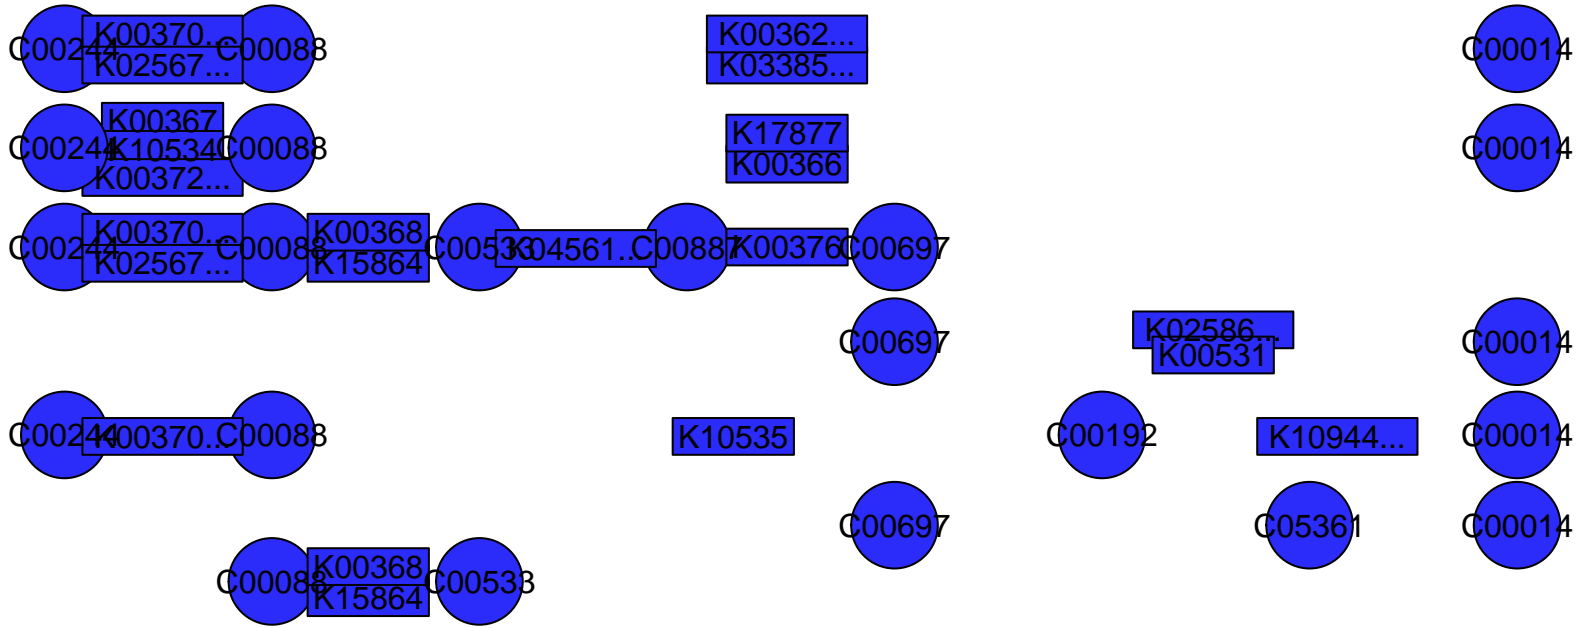 C00244 K00370... C00088 K00362... C00014
K02567... K03385...
K00367 K17877
C00244 K10534 C00088 C00014
K00372... K00366
K00370... K00368
C00244 C00088 C00533 K04561... C00887 K00376 C00697
K02567... K15864
C00697 K02586... C00014
K00531
C00244 K00370... C00088 K10535 C00192 K10944... C00014
C00697 C05361 C00014
K00368
C00088 C00533
K15864